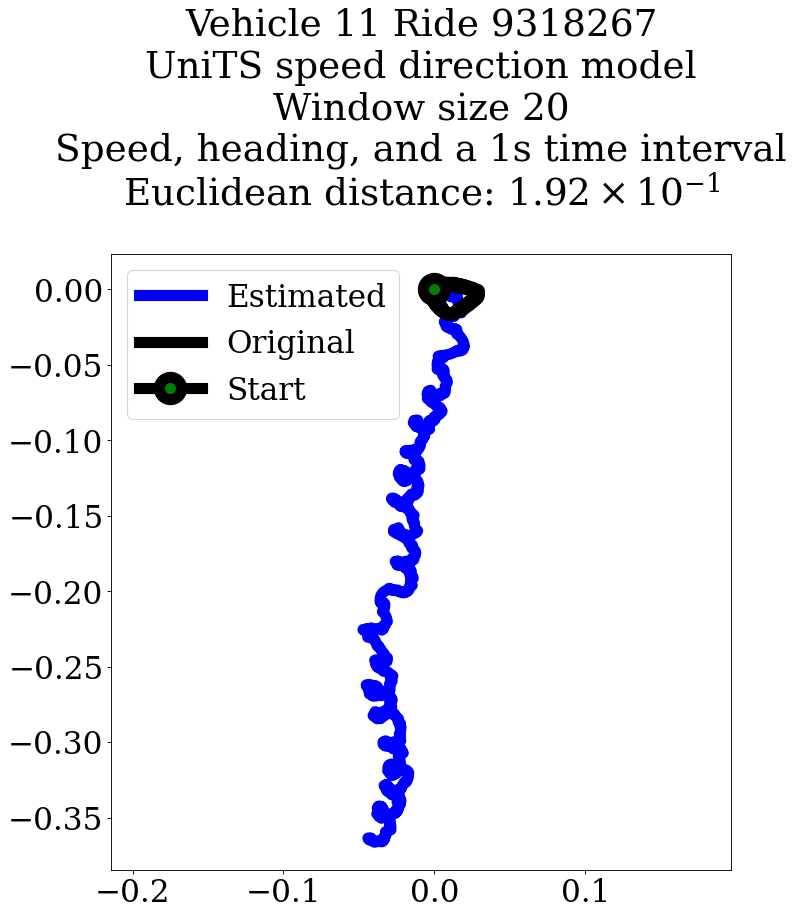 Vehicle 11 Ride 9318267
UniTS speed direction model
Window size 20
Speed, heading, and a 1s time interval
Euclidean distance: 1.92 × 10⁻¹
Estimated
Original
Start
0.00
−0.05
−0.10
−0.15
−0.20
−0.25
−0.30
−0.35
−0.2
−0.1
0.0
0.1